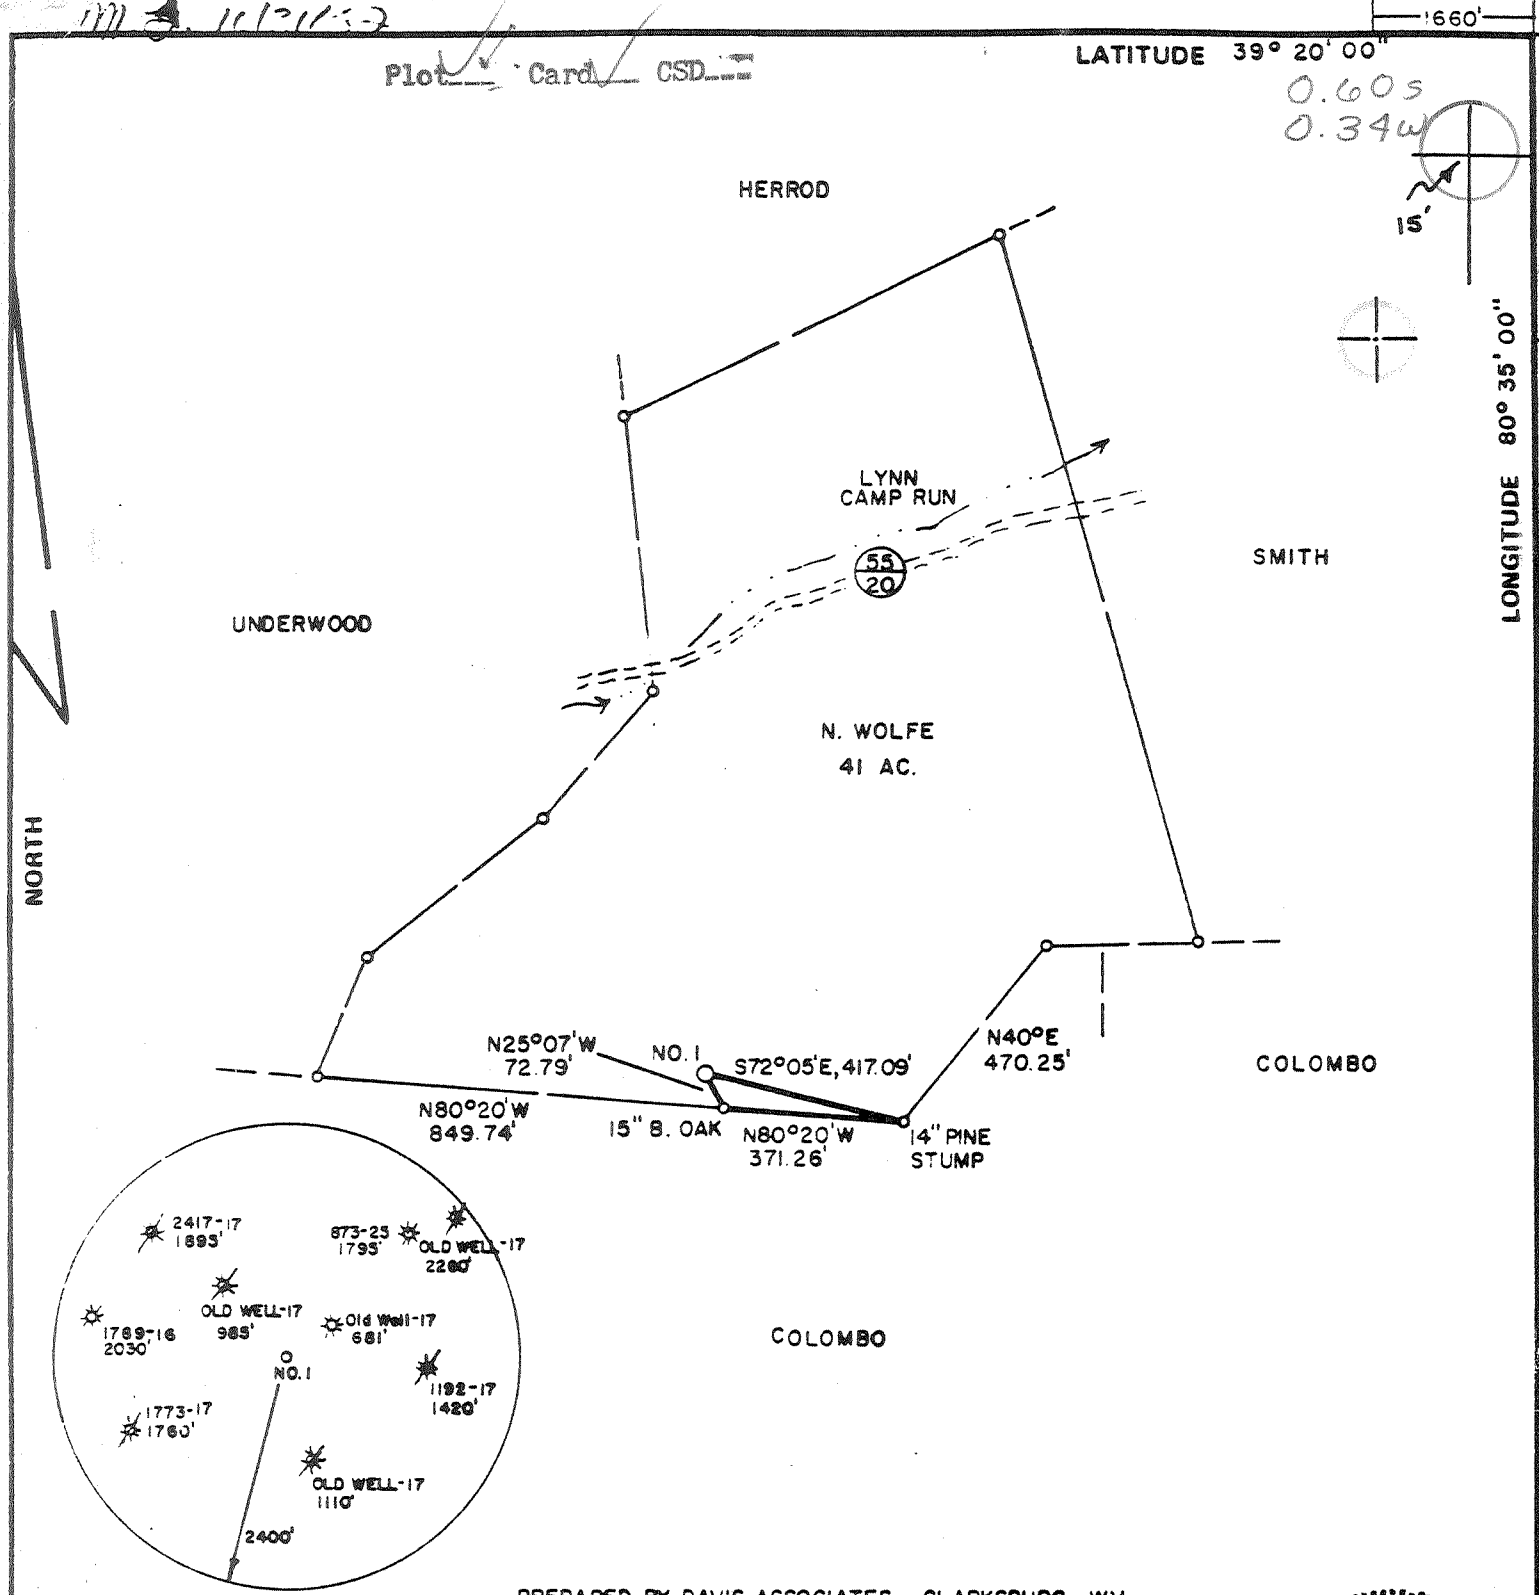 1660'
LATITUDE 39° 20' 00"
Plot Card CSD
0.60s
0.34w
15'
HERROD
LONGITUDE 80° 35' 00"
LYNN
CAMP RUN
55
20
SMITH
UNDERWOOD
N. WOLFE
41 AC.
NORTH
N25°07'W
72.79'
NO. 1
S72°05'E, 417.09'
N40°E
470.25'
COLOMBO
N80°20'W
849.74'
15" B. OAK
N80°20'W
371.26'
14" PINE
STUMP
2417-17
1895'
873-25
1795'
OLD WELL-17
2260'
OLD WELL-17
985'
Old Well-17
681'
1769-16
2030'
NO. 1
1192-17
1420'
1773-17
1760'
OLD WELL-17
1110'
2400'
COLOMBO
PREPARED BY DAVIS ASSOCIATES, CLARKSBURG, WV